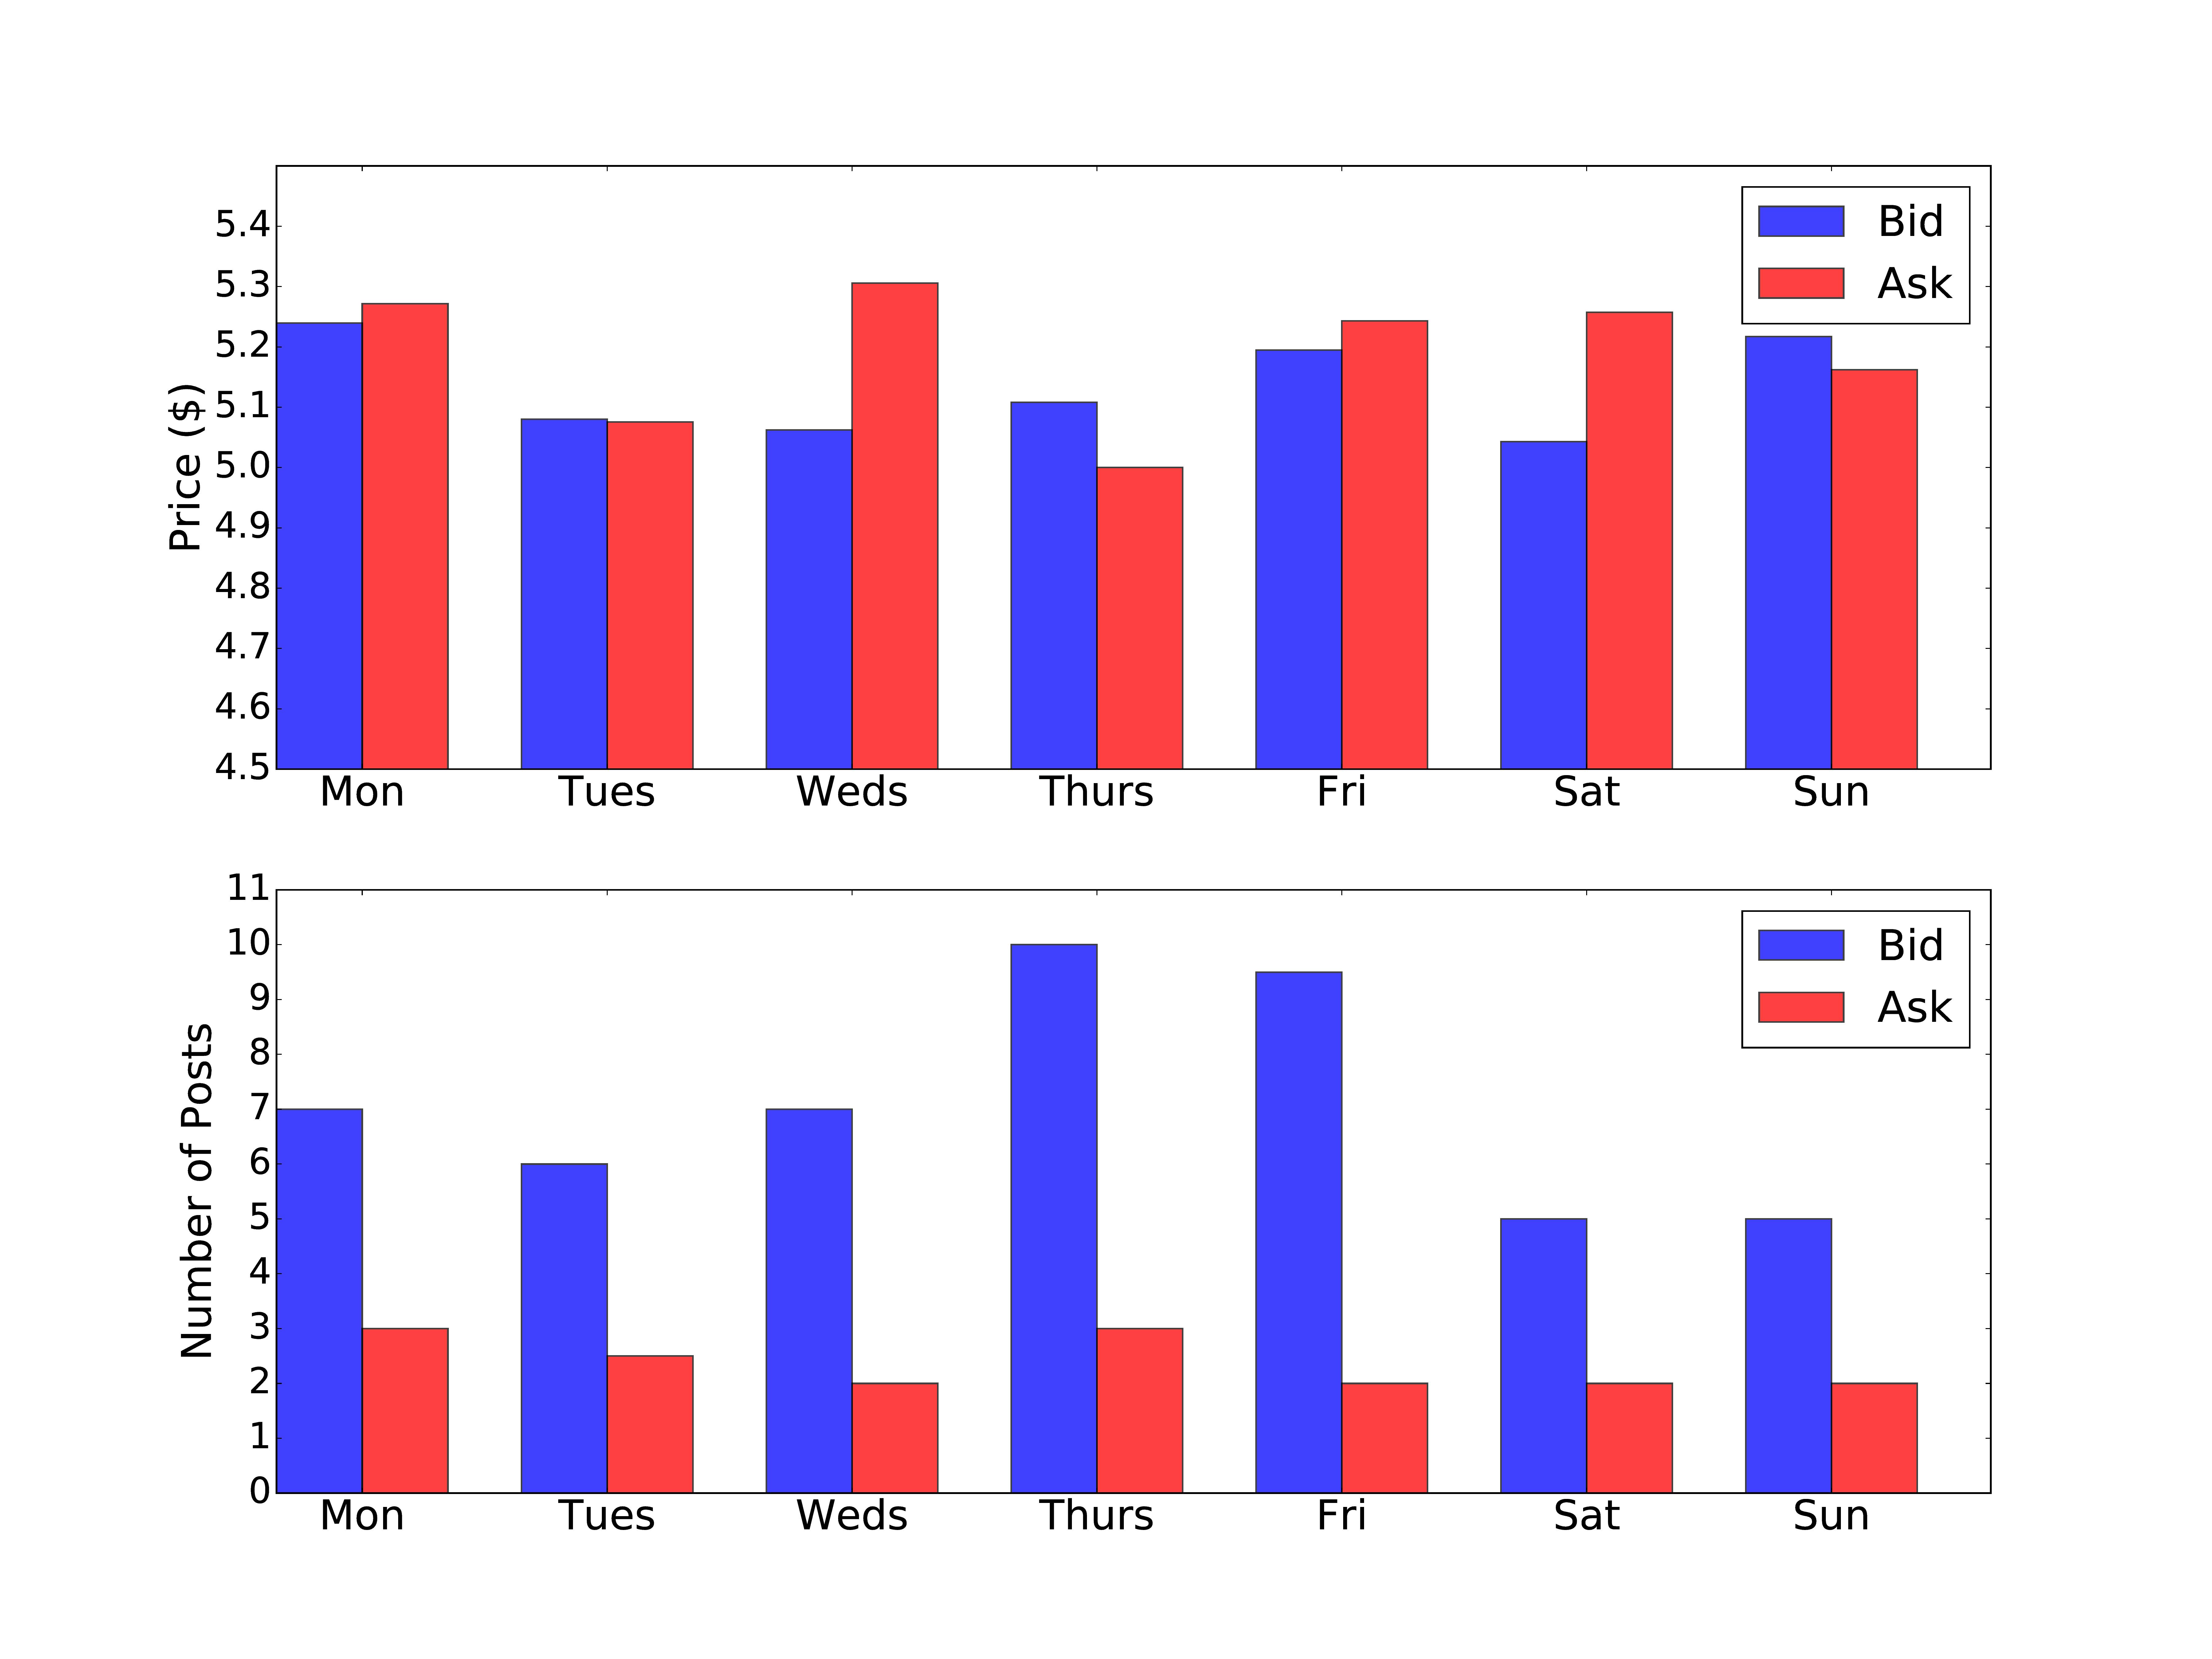 Price ($)
5.4
5.3
5.2
5.1
5.0
4.9
4.8
4.7
4.6
4.5
Bid
Ask
Mon Tues Weds Thurs Fri Sat Sun
Number of Posts
11
10
9
8
7
6
5
4
3
2
1
0
Bid
Ask
Mon Tues Weds Thurs Fri Sat Sun